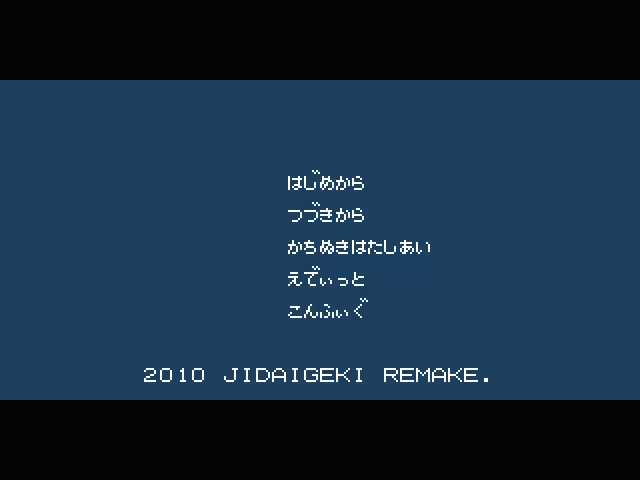 はじめから
つづきから
かちぬきはたしあい
えでぃっと
こんふぃぐ
2010 JIDAIGEKI REMAKE.